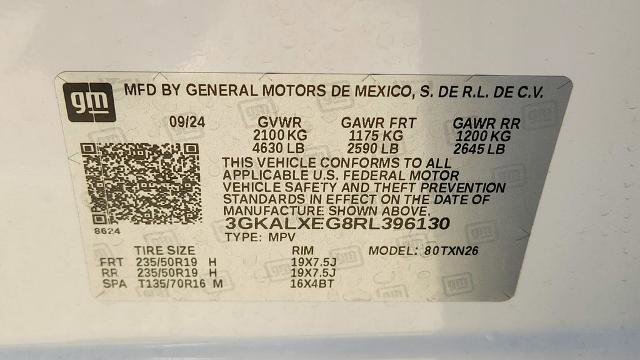 gm
MFD BY GENERAL MOTORS DE MEXICO, S. DE R.L. DE C.V.
09/24 GVWR GAWR FRT GAWR RR
2100 KG 1175 KG 1200 KG
4630 LB 2590 LB 2645 LB
THIS VEHICLE CONFORMS TO ALL
APPLICABLE U.S. FEDERAL MOTOR
VEHICLE SAFETY AND THEFT PREVENTION
STANDARDS IN EFFECT ON THE DATE OF
MANUFACTURE SHOWN ABOVE.
8624 3GKALXEG8RL396130
TYPE: MPV MODEL: 80TXN26
TIRE SIZE RIM
FRT 235/50R19 H 19X7.5J
RR 235/50R19 H 19X7.5J
SPA T135/70R16 M 16X4BT